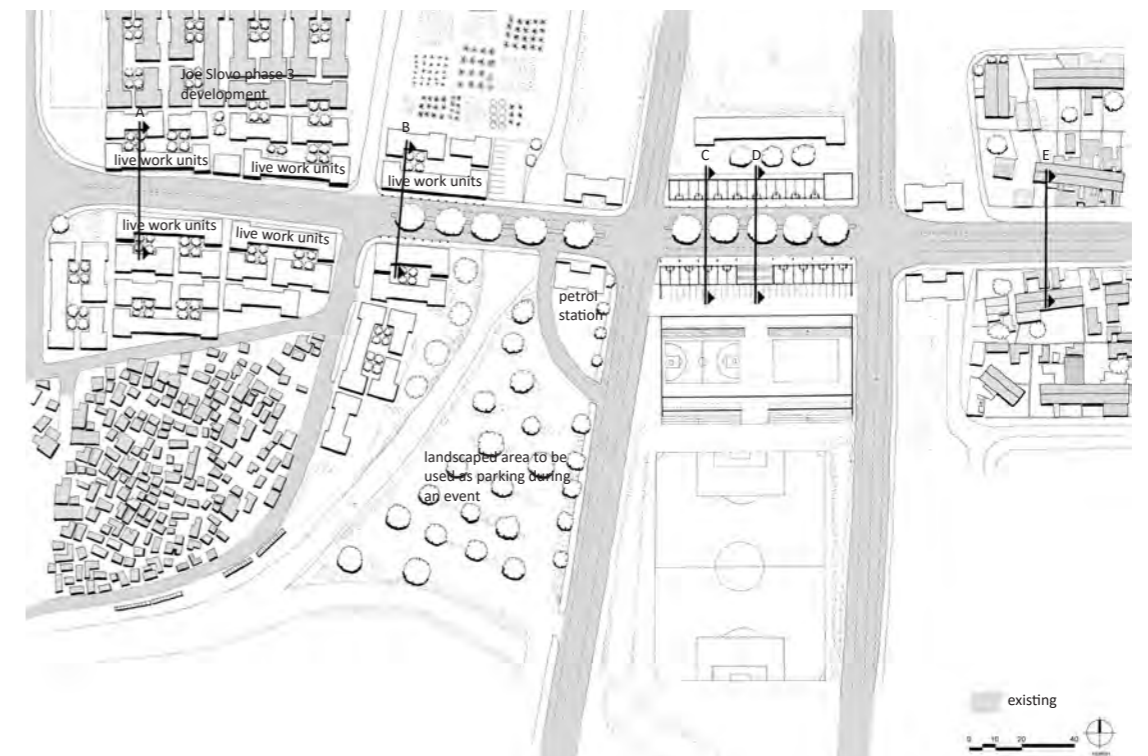 Joe Slovo phase 3
development
A
B
C
D
E
live work units
live work units
live work units
live work units
live work units
petrol
station
landscaped area to be
used as parking during
an event
existing
0 10 20 40